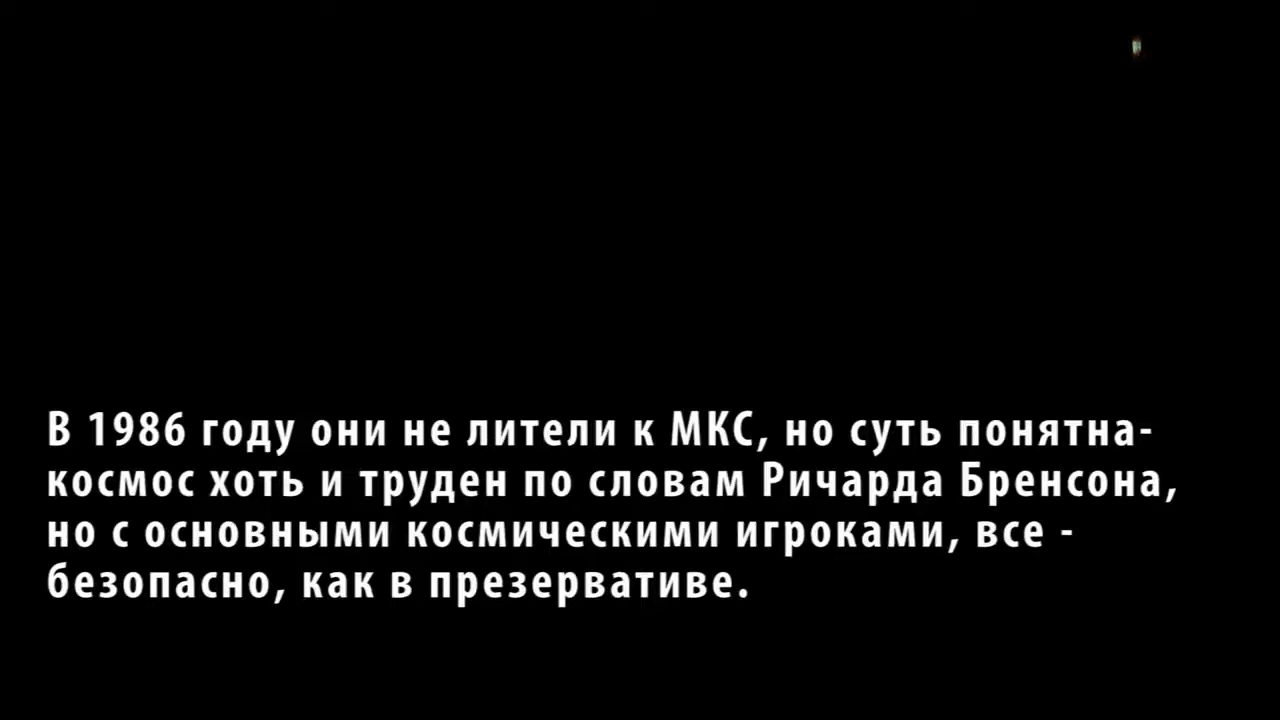 В 1986 году они не лители к МКС, но суть понятна-
космос хоть и труден по словам Ричарда Бренсона,
но с основными космическими игроками, все -
безопасно, как в презервативе.